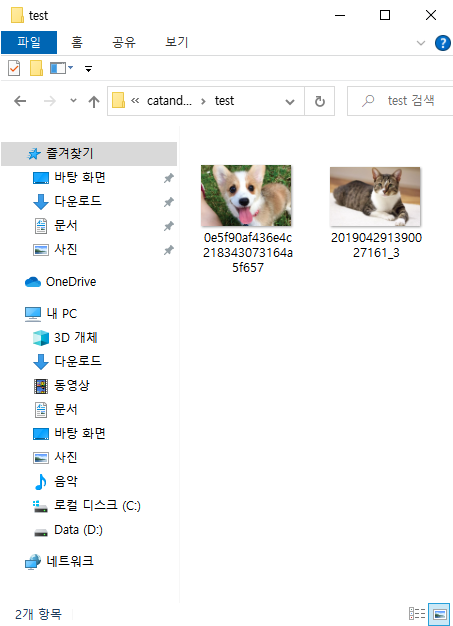 test
파일
홈
공유
보기
catand...
test
test 검색
즐겨찾기
바탕 화면
다운로드
문서
사진
OneDrive
내 PC
3D 개체
다운로드
동영상
문서
바탕 화면
사진
음악
로컬 디스크 (C:)
Data (D:)
네트워크
0e5f90af436e4c
218343073164a
5f657
2019042913900
27161_3
2개 항목